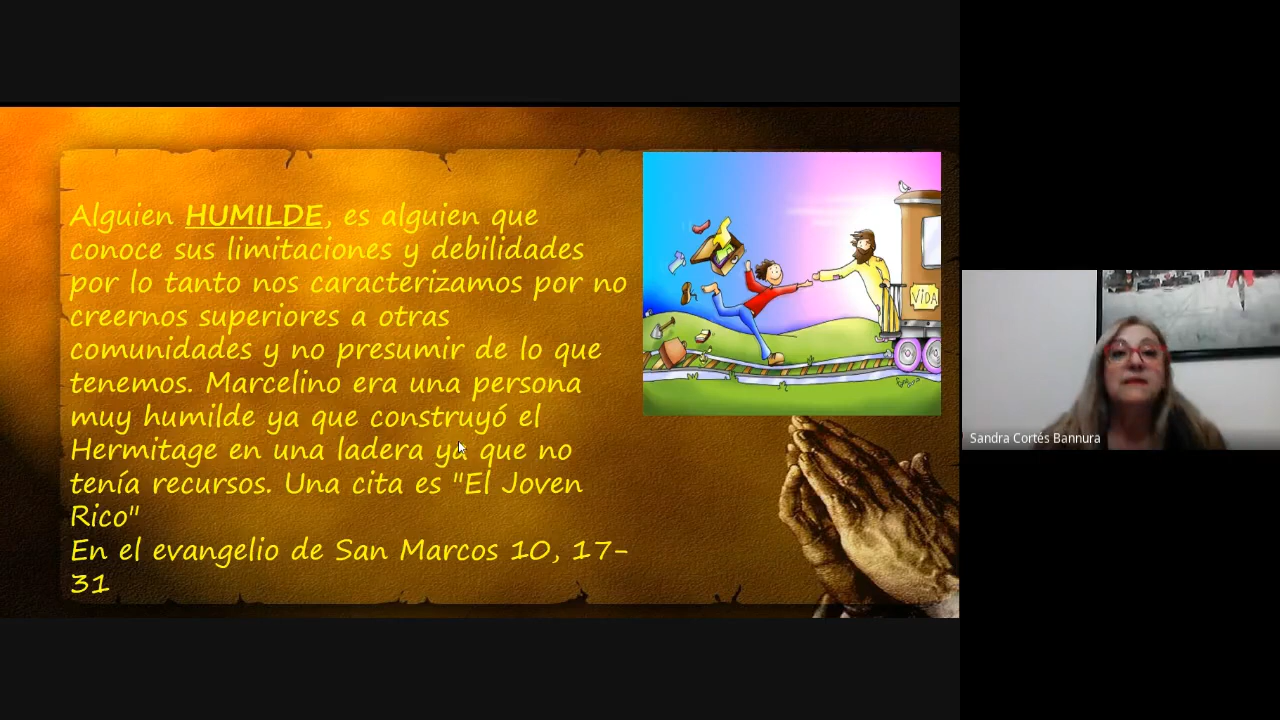 Alguien HUMILDE, es alguien que
conoce sus limitaciones y debilidades
por lo tanto nos caracterizamos por no
creernos superiores a otras
comunidades y no presumir de lo que
tenemos. Marcelino era una persona
muy humilde ya que construyó el
Hermitage en una ladera ya que no
tenía recursos. Una cita es "El Joven
Rico"
En el evangelio de San Marcos 10, 17-
31
VIDA
Sandra Cortés Bannura